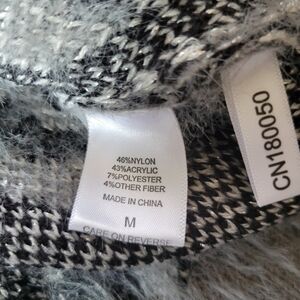 46%NYLON
43%ACRYLIC
7%POLYESTER
4%OTHER FIBER
MADE IN CHINA
M
CARE ON REVERSE
CN180050